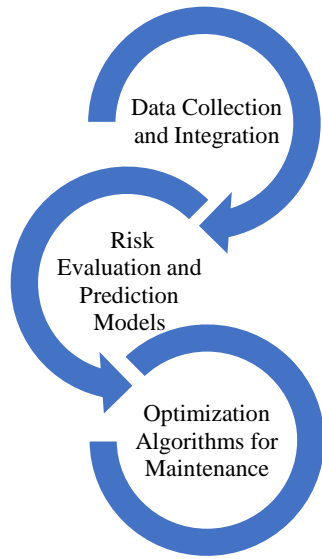 Data Collection
and Integration
Risk
Evaluation and
Prediction
Models
Optimization
Algorithms for
Maintenance